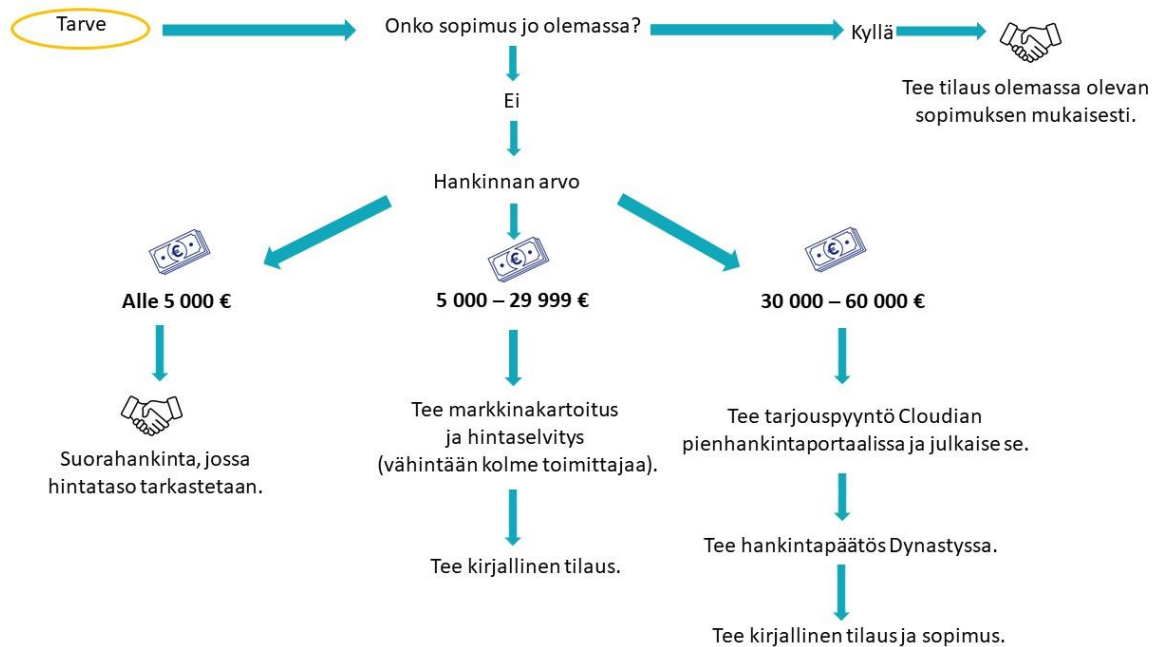 Tarve
Onko sopimus jo olemassa?
Kyllä
Tee tilaus olemassa olevan
sopimuksen mukaisesti.
Ei
Hankinnan arvo
€
€
€
Alle 5 000 €
5 000 – 29 999 €
30 000 – 60 000 €
Suorahankinta, jossa
hintataso tarkastetaan.
Tee markkinakartoitus
ja hintaselvitys
(vähintään kolme toimittajaa).
Tee kirjallinen tilaus.
Tee tarjouspyyntö Cloudian
pienhankintaportaalissa ja julkaise se.
Tee hankintapäätös Dynastyssa.
Tee kirjallinen tilaus ja sopimus.